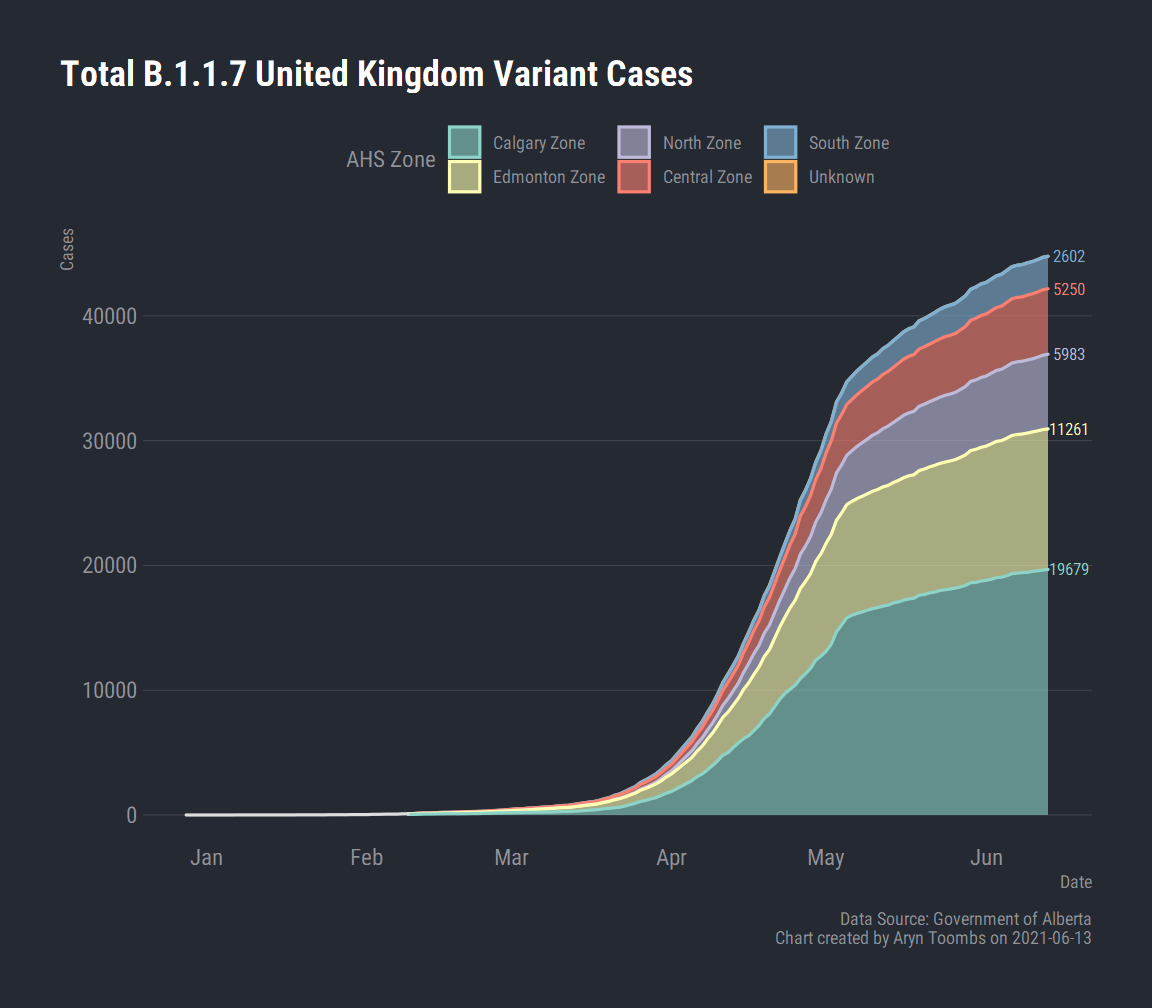 Total B.1.1.7 United Kingdom Variant Cases
AHS Zone
Calgary Zone
North Zone
South Zone
Edmonton Zone
Central Zone
Unknown
Cases
2602
5250
40000
5983
11261
30000
20000
19679
10000
0
Jan
Feb
Mar
Apr
May
Jun
Date
Data Source: Government of Alberta
Chart created by Aryn Toombs on 2021-06-13